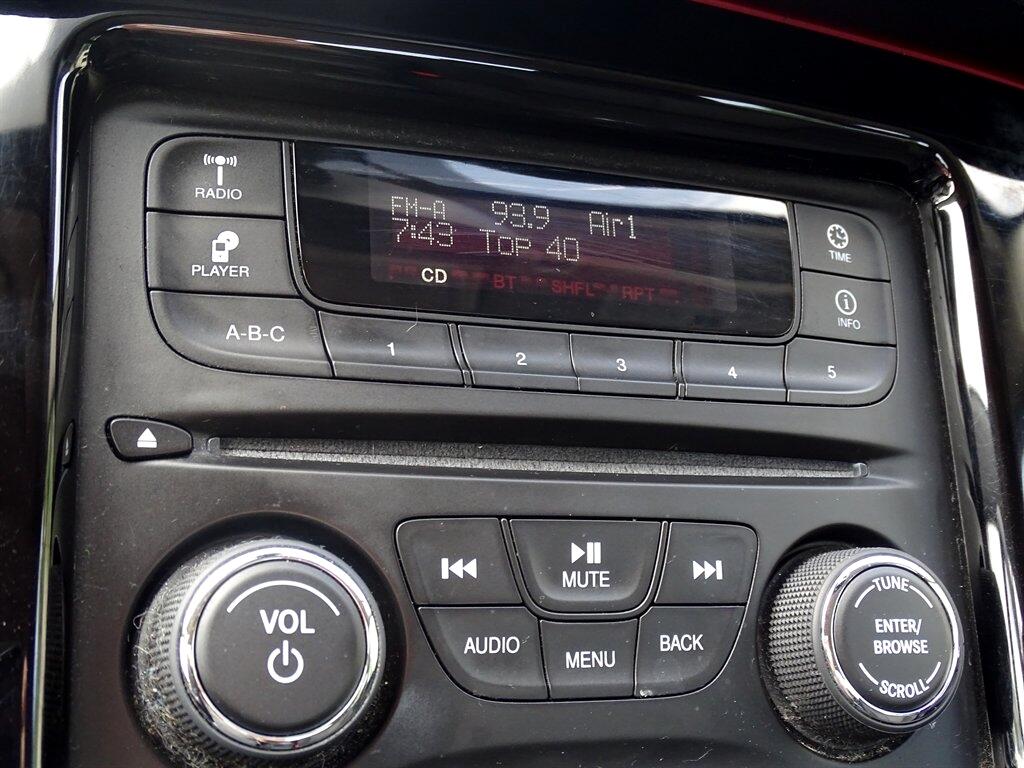 RADIO
PLAYER
A-B-C
FM-A 93.9 Air1
7:43 Top 40
CD BT SHFL RPT
TIME
INFO
1 2 3 4 5
MUTE
AUDIO MENU BACK
VOL
TUNE
ENTER/
BROWSE
SCROLL